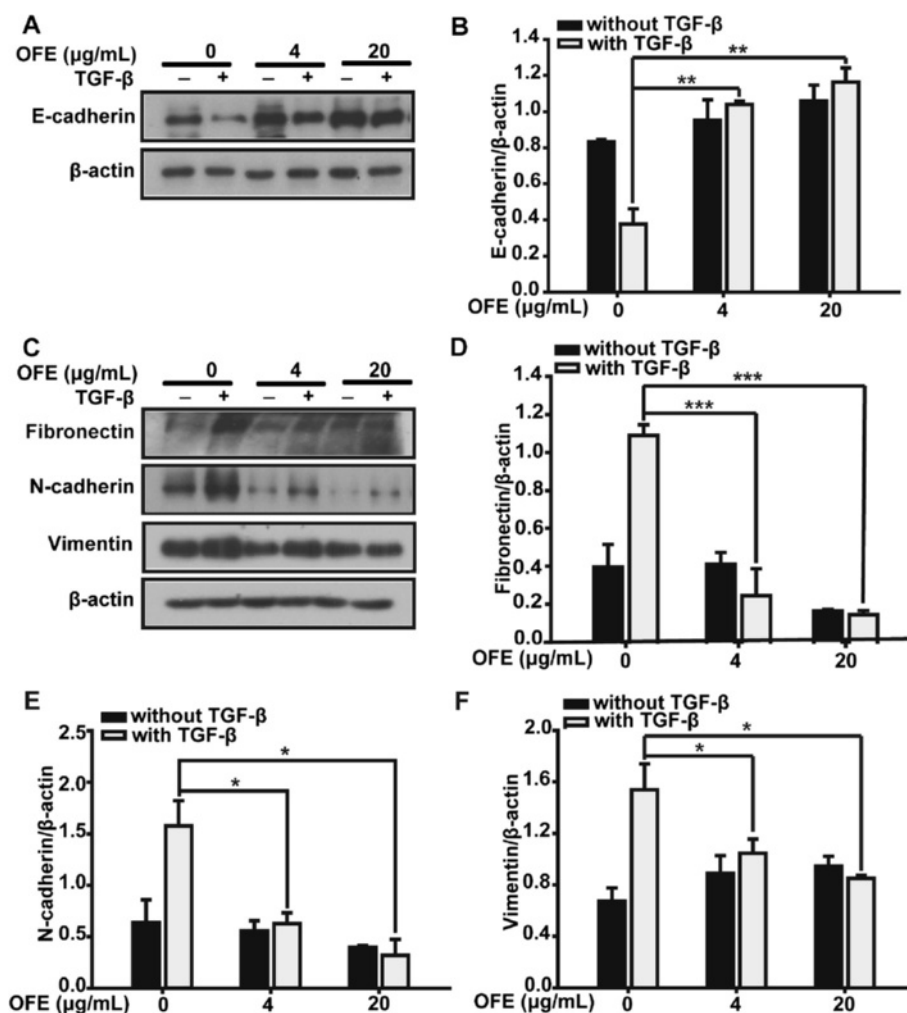 A
OFE (µg/mL) 0 4 20
TGF-β – + – + – +
E-cadherin
β-actin
B
without TGF-β
with TGF-β
E-cadherin/β-actin
1.4
1.2
1.0
0.8
0.6
0.4
0.2
0.0
** **
OFE (µg/mL) 0 4 20
C
OFE (µg/mL) 0 4 20
TGF-β – + – + – +
Fibronectin
N-cadherin
Vimentin
β-actin
D
without TGF-β
with TGF-β
Fibronectin/β-actin
1.4
1.2
1.0
0.8
0.6
0.4
0.2
0.0
*** ***
OFE (µg/mL) 0 4 20
E
without TGF-β
with TGF-β
N-cadherin/β-actin
2.5
2.0
1.5
1.0
0.5
0.0
* *
OFE (µg/mL) 0 4 20
F
without TGF-β
with TGF-β
Vimentin/β-actin
2.0
1.6
1.2
0.8
0.4
0.0
* *
OFE (µg/mL) 0 4 20